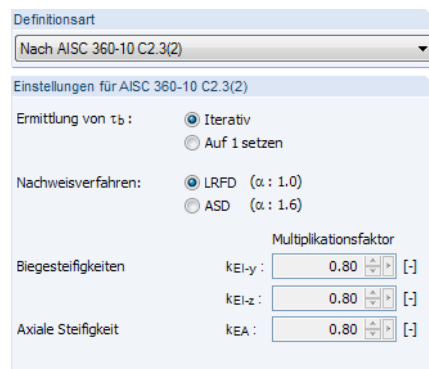 Definitionsart
Nach AISC 360-10 C2.3(2)
Einstellungen für AISC 360-10 C2.3(2)
Ermittlung von τb : Iterativ
Auf 1 setzen
Nachweisverfahren: LRFD (α : 1.0)
ASD (α : 1.6)
Multiplikationsfaktor
Biegesteifigkeiten kEI-y : 0.80 [-]
kEI-z : 0.80 [-]
Axiale Steifigkeit kEA : 0.80 [-]